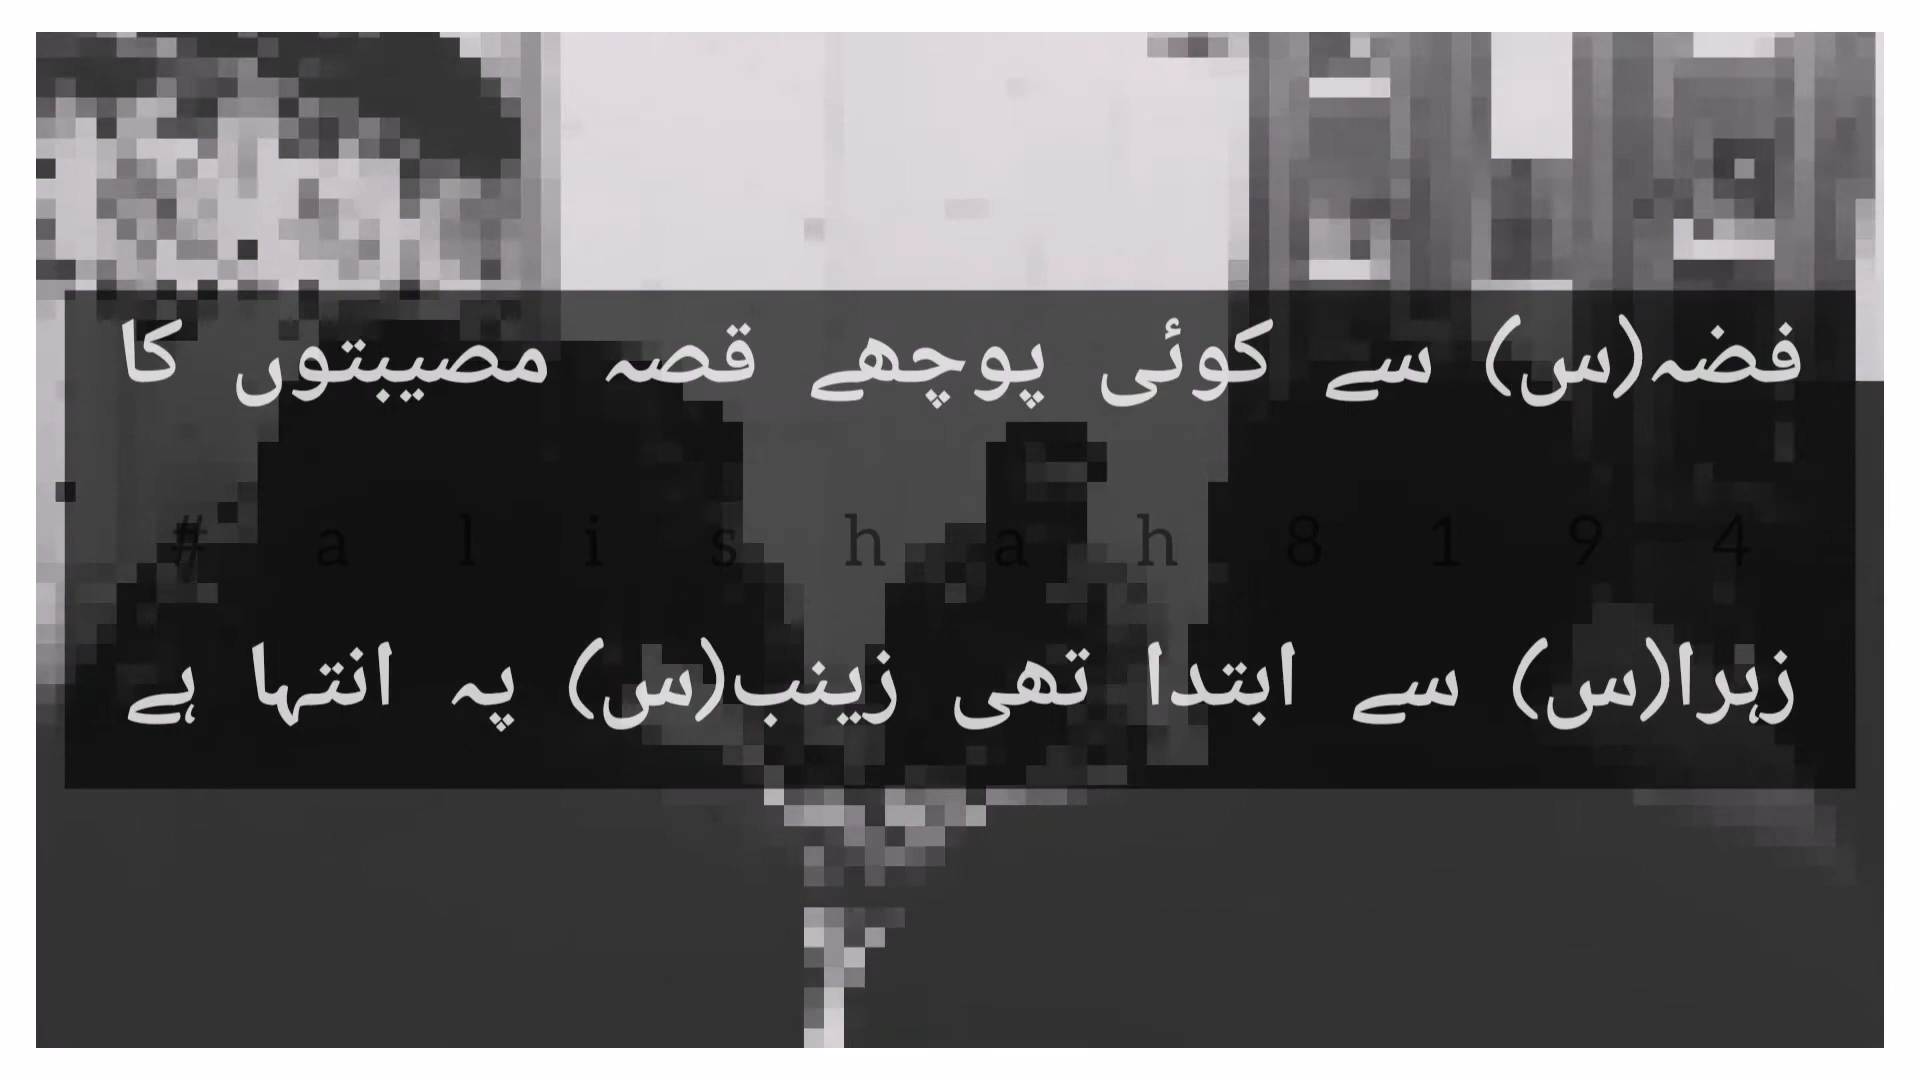 فضہ(س) سے کوئی پوچھے قصہ مصیبتوں کا
#alishah8194
زہرا(س) سے ابتدا تھی زینب(س) پہ انتہا ہے